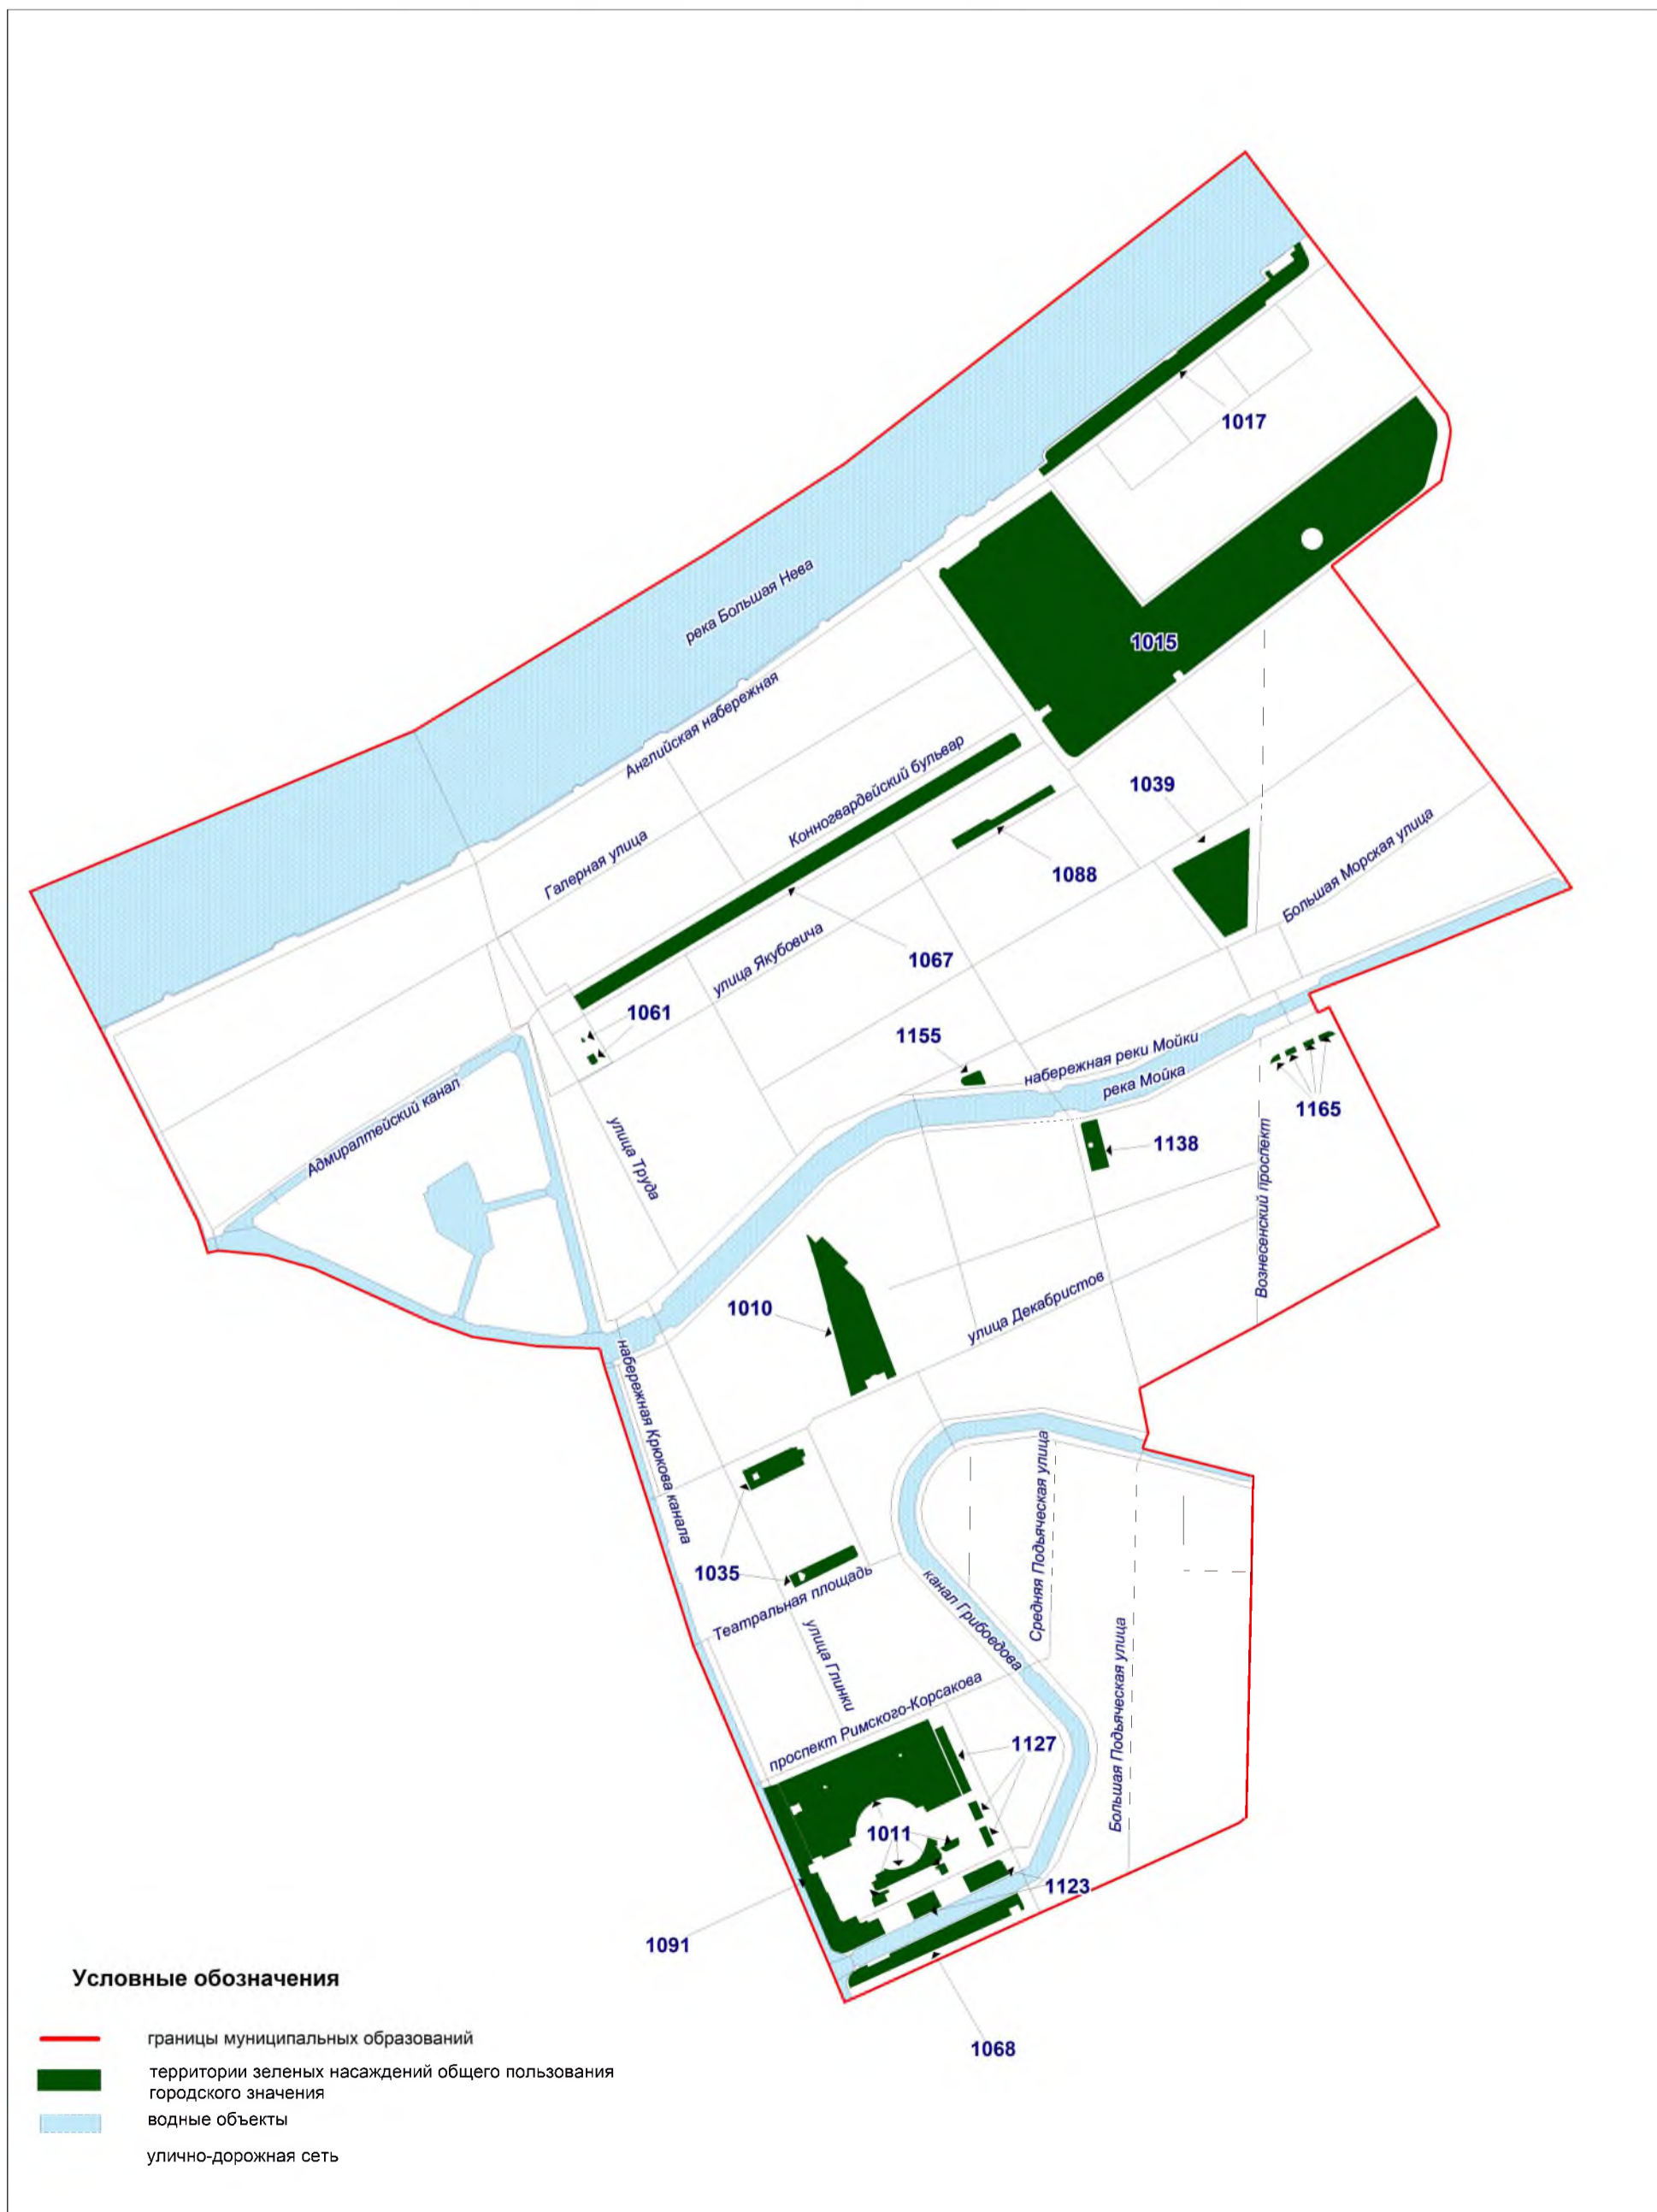 1017
река Большая Нева
1015
Английская набережная
Конногвардейский бульвар
1039
Галерная улица
1088
Большая Морская улица
улица Якубовича
1067
1061
1155
набережная реки Мойки
река Мойка
1165
Адмиралтейский канал
улица Труда
1138
Вознесенский проспект
1010
улица Декабристов
набережная Крюкова канала
Средняя Подьяческая улица
1035
Театральная площадь
канал Грибоедова
улица Глинки
Большая Подьяческая улица
проспект Римского-Корсакова
1127
1011
1123
1091
1068
Условные обозначения
границы муниципальных образований
территории зеленых насаждений общего пользования
городского значения
водные объекты
улично-дорожная сеть